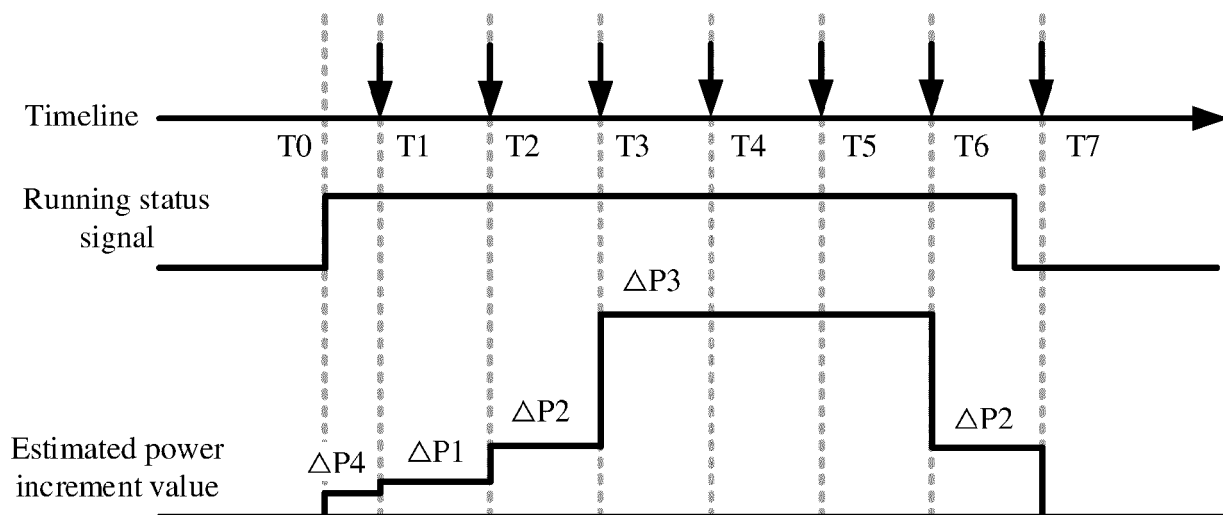 Timeline
T0 T1 T2 T3 T4 T5 T6 T7
Running status
signal
△P3
△P2
△P2
△P1
△P4
Estimated power
increment value